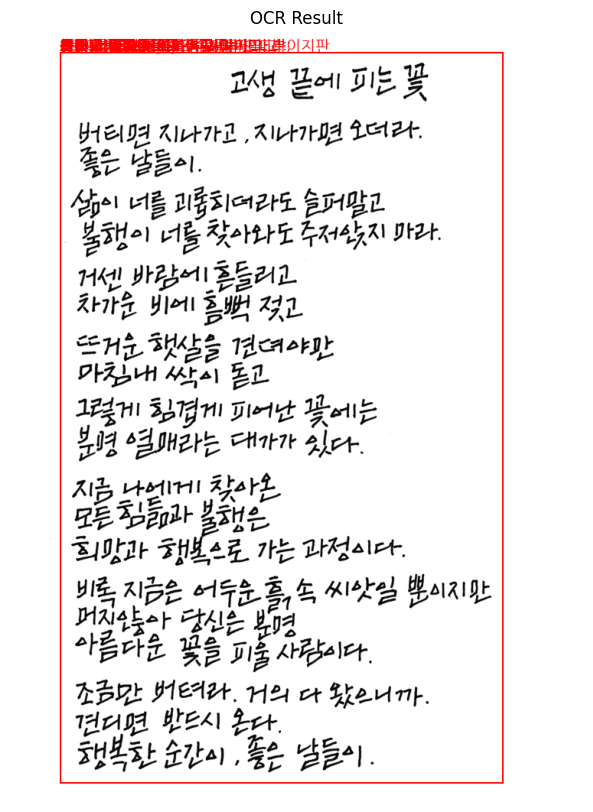 OCR Result
이지판
고생 끝에 피는 꽃
버티면 지나가고, 지나가면 오더라.
좋은 날들이.
삶이 너를 괴롭히더라도 슬퍼말고
불행이 너를 찾아와도 주저앉지 마라.
거센 바람에 흔들리고
차가운 비에 흠뻑 젖고
뜨거운 햇살을 견뎌야만
마침내 싹이 돋고
그렇게 힘겹게 피어난 꽃에는
분명 열매라는 대가가 있다.
지금 나에게 찾아온
모든 힘듦과 불행은
희망과 행복으로 가는 과정이다.
비록 지금은 어두운 흙 속 씨앗일 뿐이지만
머지않아 당신은 분명
아름다운 꽃을 피울 사람이다.
조금만 버텨라. 거의 다 왔으니까.
견디면 반드시 온다.
행복한 순간이, 좋은 날들이.